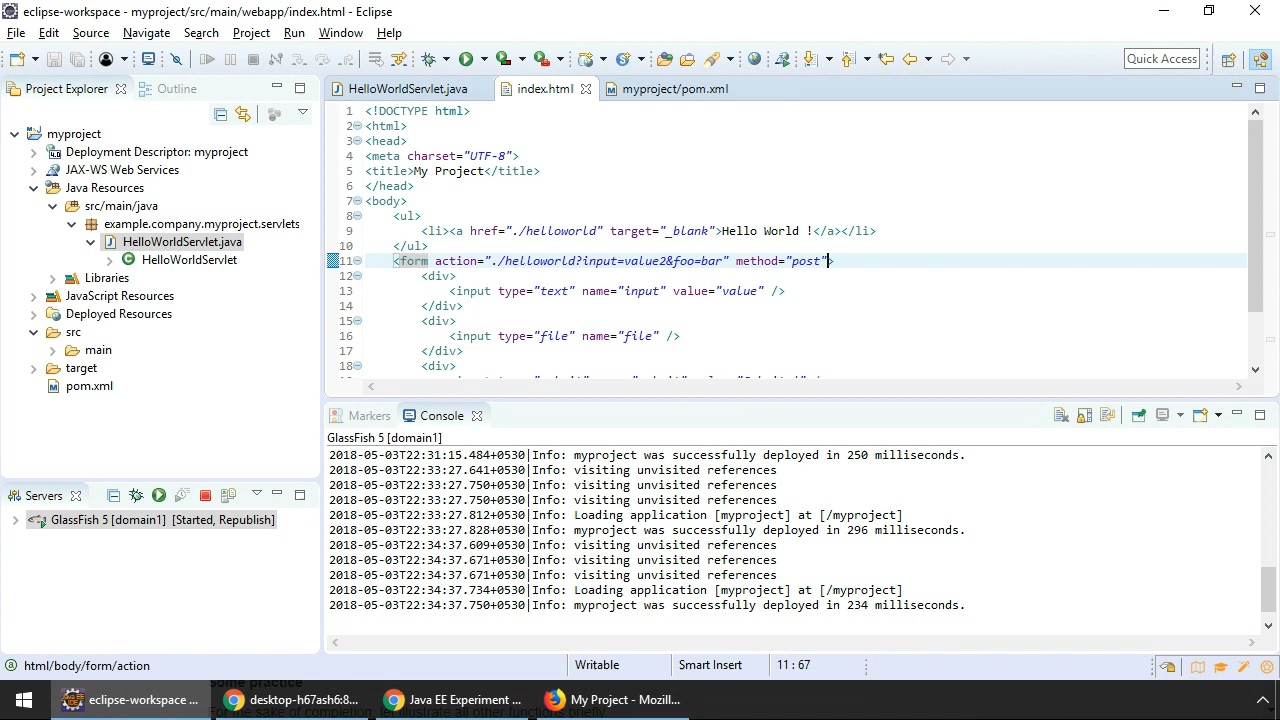 eclipse-workspace - myproject/src/main/webapp/index.html - Eclipse
File Edit Source Navigate Search Project Run Window Help
Quick Access
Project Explorer
Outline
myproject
Deployment Descriptor: myproject
JAX-WS Web Services
Java Resources
src/main/java
example.company.myproject.servlets
HelloWorldServlet.java
HelloWorldServlet
Libraries
JavaScript Resources
Deployed Resources
src
main
target
pom.xml
Servers
GlassFish 5 [domain1] [Started, Republish]
HelloWorldServlet.java index.html myproject/pom.xml
1 <!DOCTYPE html>
2 <html>
3 <head>
4 <meta charset="UTF-8">
5 <title>My Project</title>
6 </head>
7 <body>
8 <ul>
9 <li><a href="./helloworld" target="_blank">Hello World !</a></li>
10 </ul>
11 <form action="./helloworld?input=value2&foo=bar" method="post">
12 <div>
13 <input type="text" name="input" value="value" />
14 </div>
15 <div>
16 <input type="file" name="file" />
17 </div>
18 <div>
Markers Console
GlassFish 5 [domain1]
2018-05-03T22:31:15.484+0530|Info: myproject was successfully deployed in 250 milliseconds.
2018-05-03T22:33:27.641+0530|Info: visiting unvisited references
2018-05-03T22:33:27.750+0530|Info: visiting unvisited references
2018-05-03T22:33:27.750+0530|Info: visiting unvisited references
2018-05-03T22:33:27.812+0530|Info: Loading application [myproject] at [/myproject]
2018-05-03T22:33:27.828+0530|Info: myproject was successfully deployed in 296 milliseconds.
2018-05-03T22:34:37.609+0530|Info: visiting unvisited references
2018-05-03T22:34:37.671+0530|Info: visiting unvisited references
2018-05-03T22:34:37.671+0530|Info: visiting unvisited references
2018-05-03T22:34:37.734+0530|Info: Loading application [myproject] at [/myproject]
2018-05-03T22:34:37.750+0530|Info: myproject was successfully deployed in 234 milliseconds.
html/body/form/action
Writable
Smart Insert
11 : 67
Some practice
eclipse-workspace ...
desktop-h67ash6:8...
Java EE Experiment ...
My Project - Mozil...
For the sake of completion, let illustrate all other functions briefly.